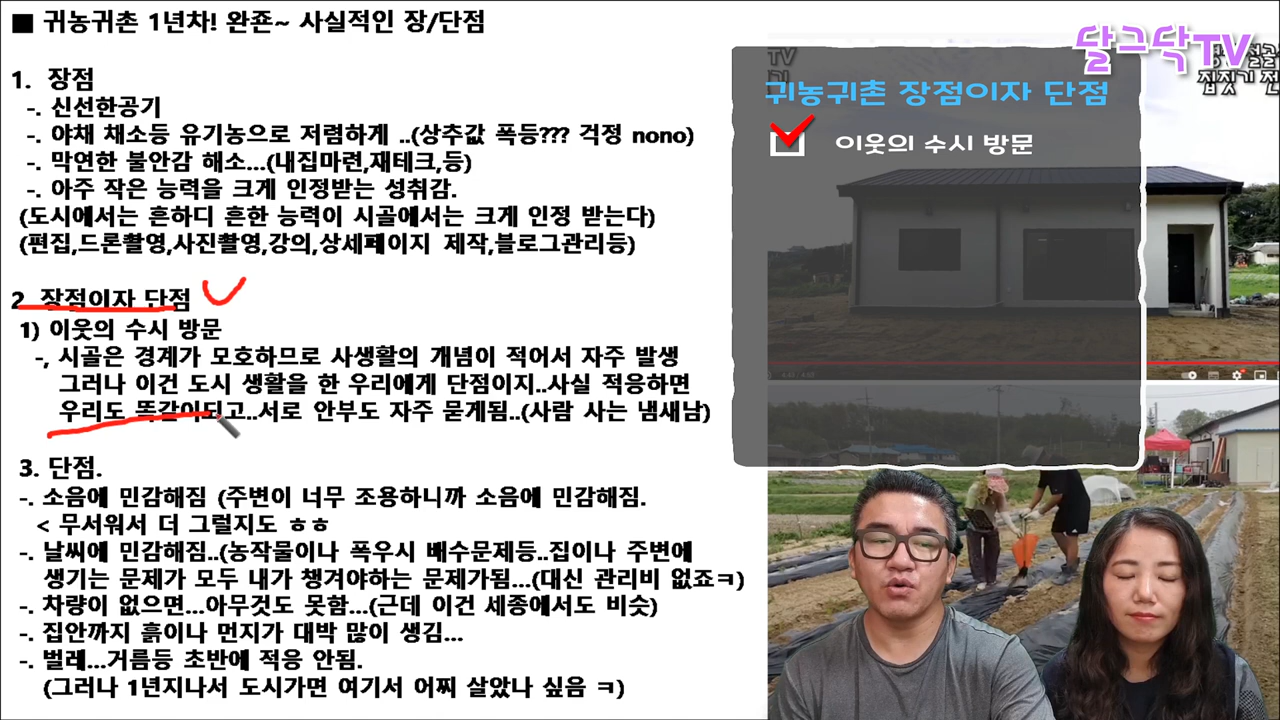 ■ 귀농귀촌 1년차! 완죤~ 사실적인 장/단점
1. 장점
-. 신선한공기
-. 야채 채소등 유기농으로 저렴하게 ..(상추값 폭등??? 걱정 nono)
-. 막연한 불안감 해소...(내집마련,재테크,등)
-. 아주 작은 능력을 크게 인정받는 성취감.
(도시에서는 흔하디 흔한 능력이 시골에서는 크게 인정 받는다)
(편집,드론촬영,사진촬영,강의,상세페이지 제작,블로그관리등)
2 장점이자 단점
1) 이웃의 수시 방문
-, 시골은 경계가 모호하므로 사생활의 개념이 적어서 자주 발생
그러나 이건 도시 생활을 한 우리에게 단점이지..사실 적응하면
우리도 똑같이되고..서로 안부도 자주 묻게됨..(사람 사는 냄새남)
3. 단점.
-. 소음에 민감해짐 (주변이 너무 조용하니까 소음에 민감해짐.
< 무서워서 더 그럴지도 ㅎㅎ
-. 날씨에 민감해짐..(농작물이나 폭우시 배수문제등..집이나 주변에
생기는 문제가 모두 내가 챙겨야하는 문제가됨...(대신 관리비 없죠ㅋ)
-. 차량이 없으면...아무것도 못함...(근데 이건 세종에서도 비슷)
-. 집안까지 흙이나 먼지가 대박 많이 생김...
-. 벌레...거름등 초반에 적응 안됨.
(그러나 1년지나서 도시가면 여기서 어찌 살았나 싶음 ㅋ)
달그닥TV
TV
집짓기
귀농귀촌 장점이자 단점
이웃의 수시 방문